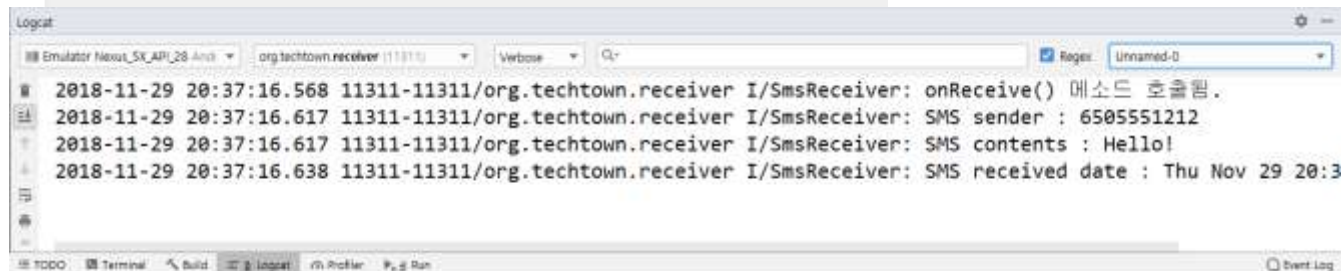 Logcat
Emulator Nexus_5X_API_28 Andr
org.techtown.receiver (11311)
Verbose
Regex
Unnamed-0
2018-11-29 20:37:16.568 11311-11311/org.techtown.receiver I/SmsReceiver: onReceive() 메소드 호출됨.
2018-11-29 20:37:16.617 11311-11311/org.techtown.receiver I/SmsReceiver: SMS sender : 6505551212
2018-11-29 20:37:16.617 11311-11311/org.techtown.receiver I/SmsReceiver: SMS contents : Hello!
2018-11-29 20:37:16.638 11311-11311/org.techtown.receiver I/SmsReceiver: SMS received date : Thu Nov 29 20:3
TODO Terminal Build 6: Logcat Profiler 4: Run Event Log